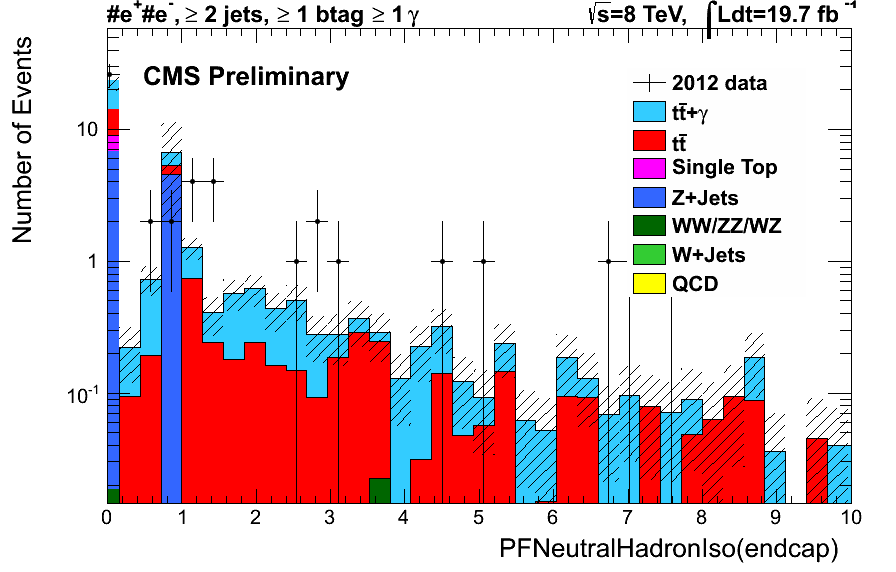 #e⁺#e⁻, ≥ 2 jets, ≥ 1 btag ≥ 1 γ
√s=8 TeV, ∫Ldt=19.7 fb⁻¹
CMS Preliminary
2012 data
tt̄+γ
tt̄
Single Top
Z+Jets
WW/ZZ/WZ
W+Jets
QCD
Number of Events
10
1
10⁻¹
0 1 2 3 4 5 6 7 8 9 10
PFNeutralHadronIso(endcap)